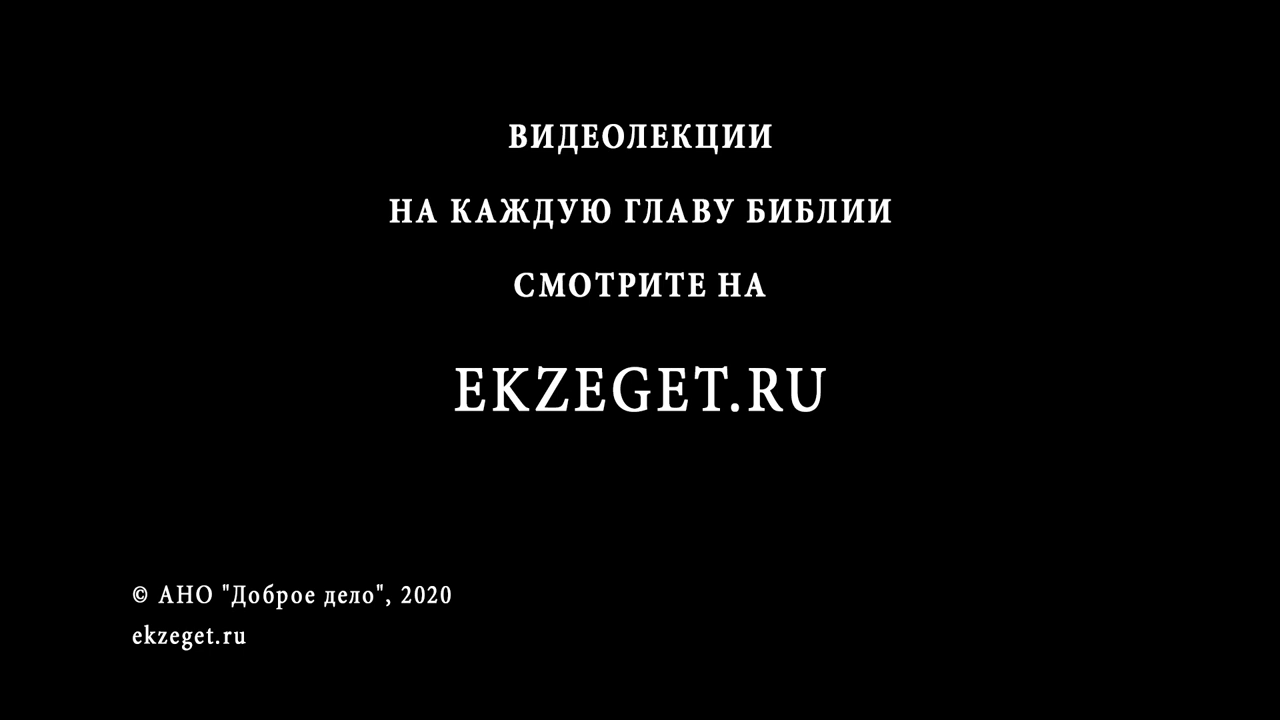 ВИДЕОЛЕКЦИИ
НА КАЖДУЮ ГЛАВУ БИБЛИИ
СМОТРИТЕ НА
EKZEGET.RU
© АНО "Доброе дело", 2020
ekzeget.ru